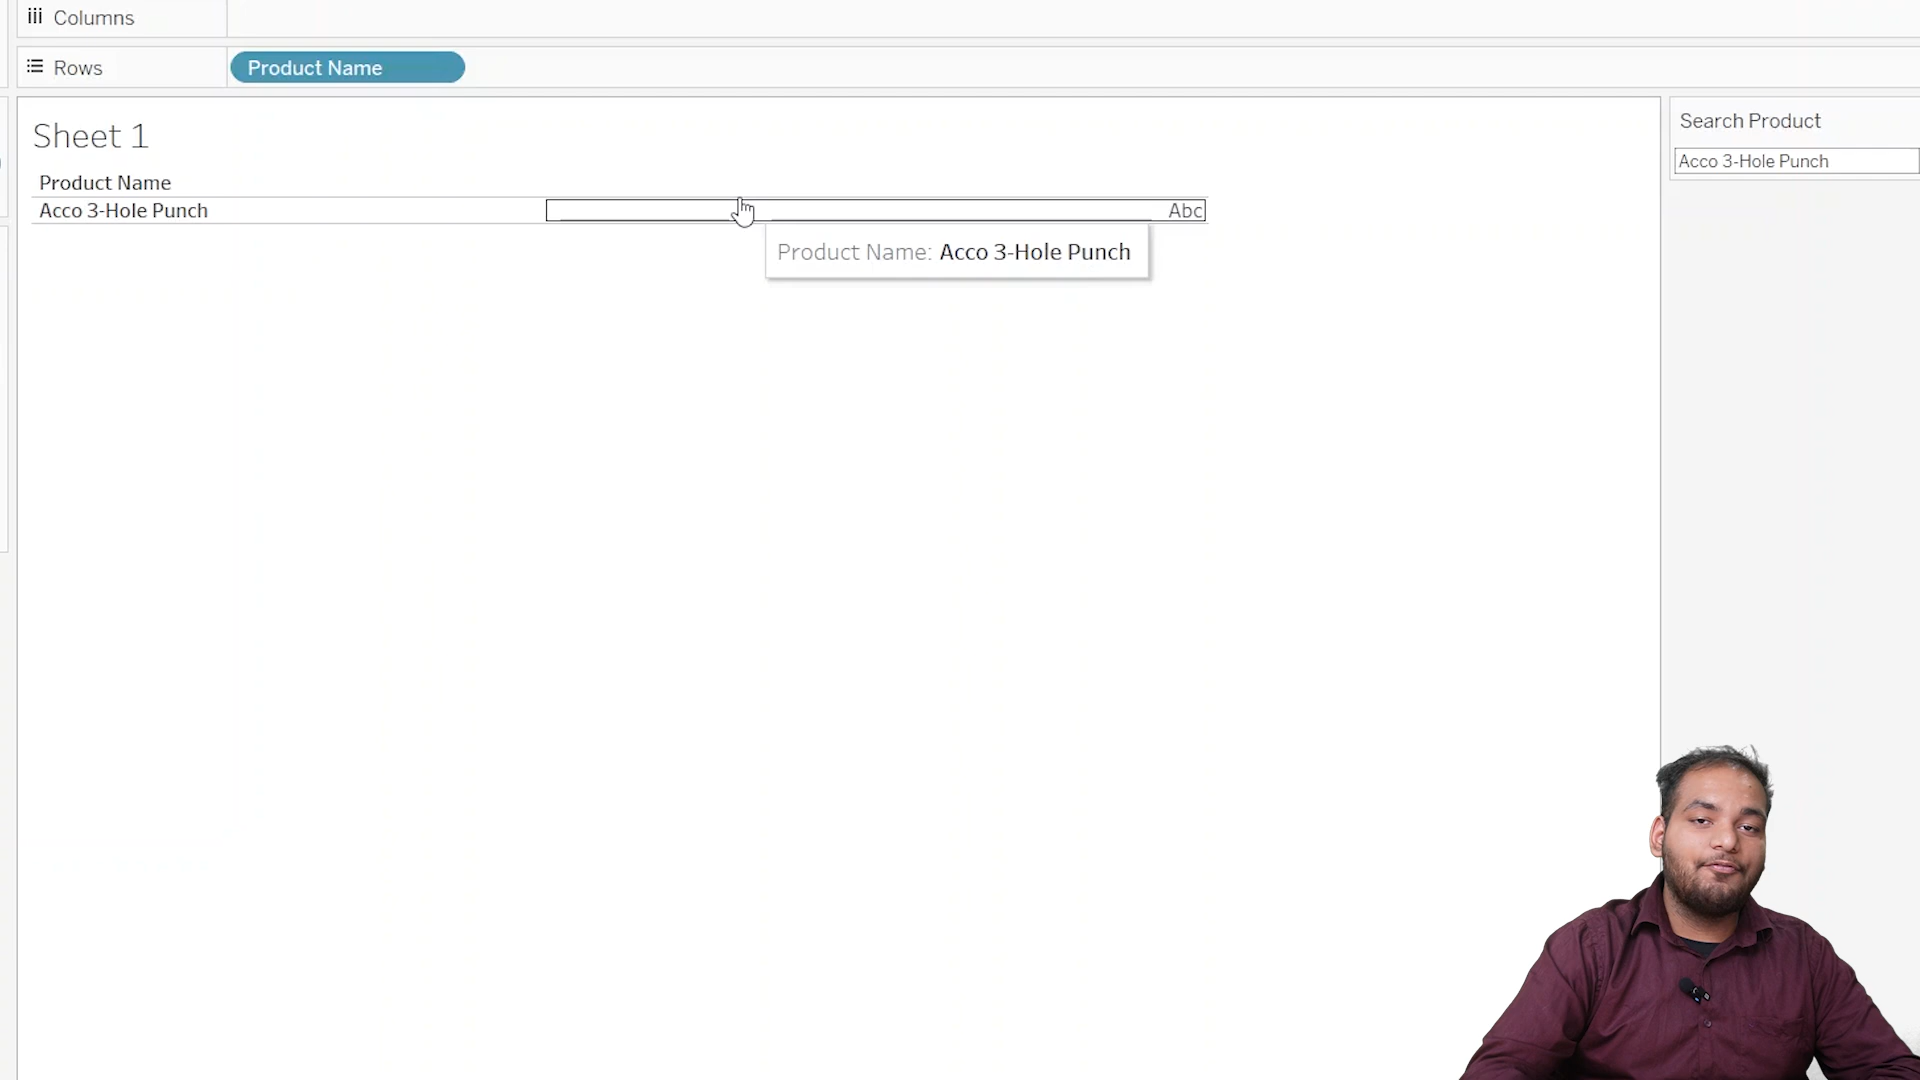 Columns
Rows
Product Name
Sheet 1
Search Product
Acco 3-Hole Punch
Product Name
Acco 3-Hole Punch
Abc
Product Name: Acco 3-Hole Punch